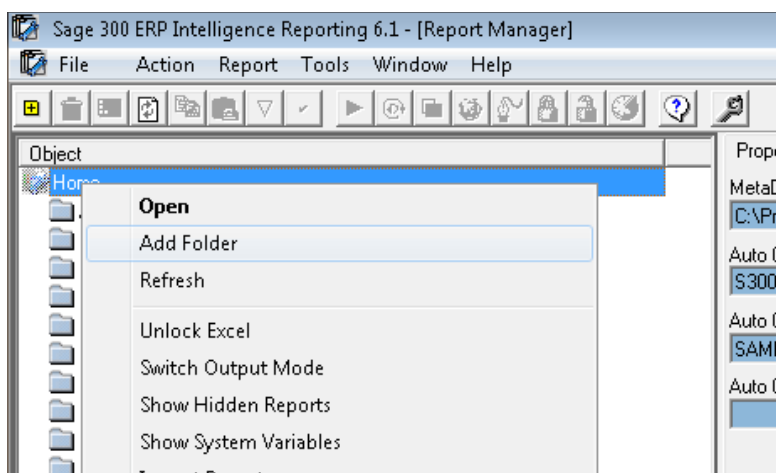 Sage 300 ERP Intelligence Reporting 6.1 - [Report Manager]
File Action Report Tools Window Help
Object
Home
Open
Add Folder
Refresh
Unlock Excel
Switch Output Mode
Show Hidden Reports
Show System Variables
Prope
MetaD
C:\Pr
Auto C
S300
Auto C
SAMI
Auto C